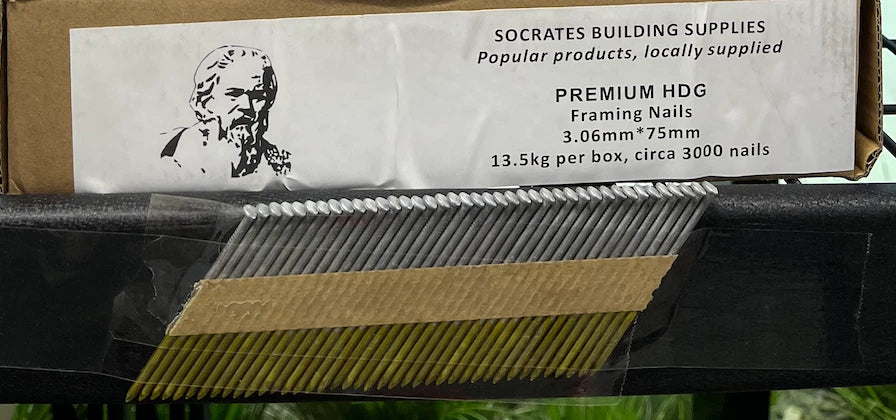 SOCRATES BUILDING SUPPLIES
Popular products, locally supplied
PREMIUM HDG
Framing Nails
3.06mm*75mm
13.5kg per box, circa 3000 nails